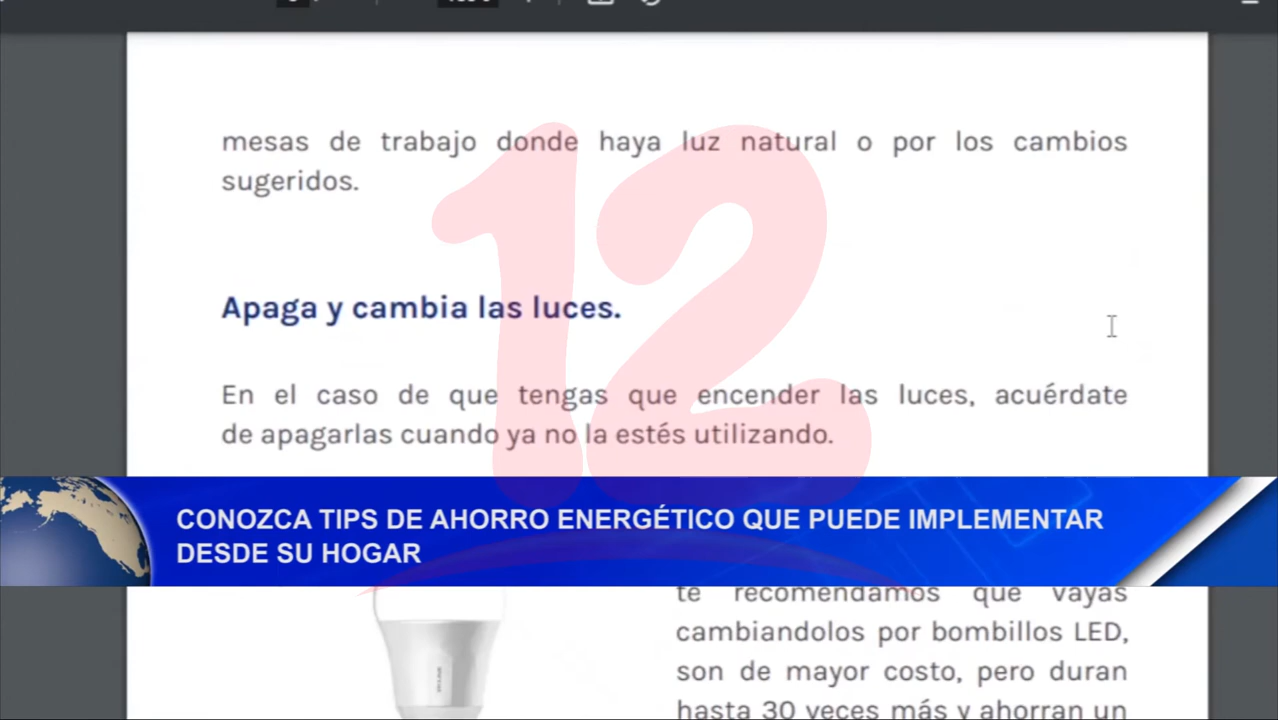 mesas de trabajo donde haya luz natural o por los cambios
sugeridos.
12
Apaga y cambia las luces.
En el caso de que tengas que encender las luces, acuérdate
de apagarlas cuando ya no la estés utilizando.
CONOZCA TIPS DE AHORRO ENERGÉTICO QUE PUEDE IMPLEMENTAR
DESDE SU HOGAR
te recomendamos que vayas
cambiandolos por bombillos LED,
son de mayor costo, pero duran
hasta 30 veces más y ahorran un